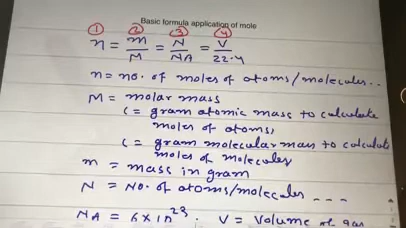 Basic formula application of mole
① ② ③ ④
n = m/M = N/NA = V/22.4
n = no. of moles of atoms/molecules..
M = molar mass
(= gram atomic mass to calculate
moles of atoms,
(= gram molecular mass to calculate
moles of molecules
m = mass in gram
N = No. of atoms/molecules ---
NA = 6×10²³. V = Volume of gas